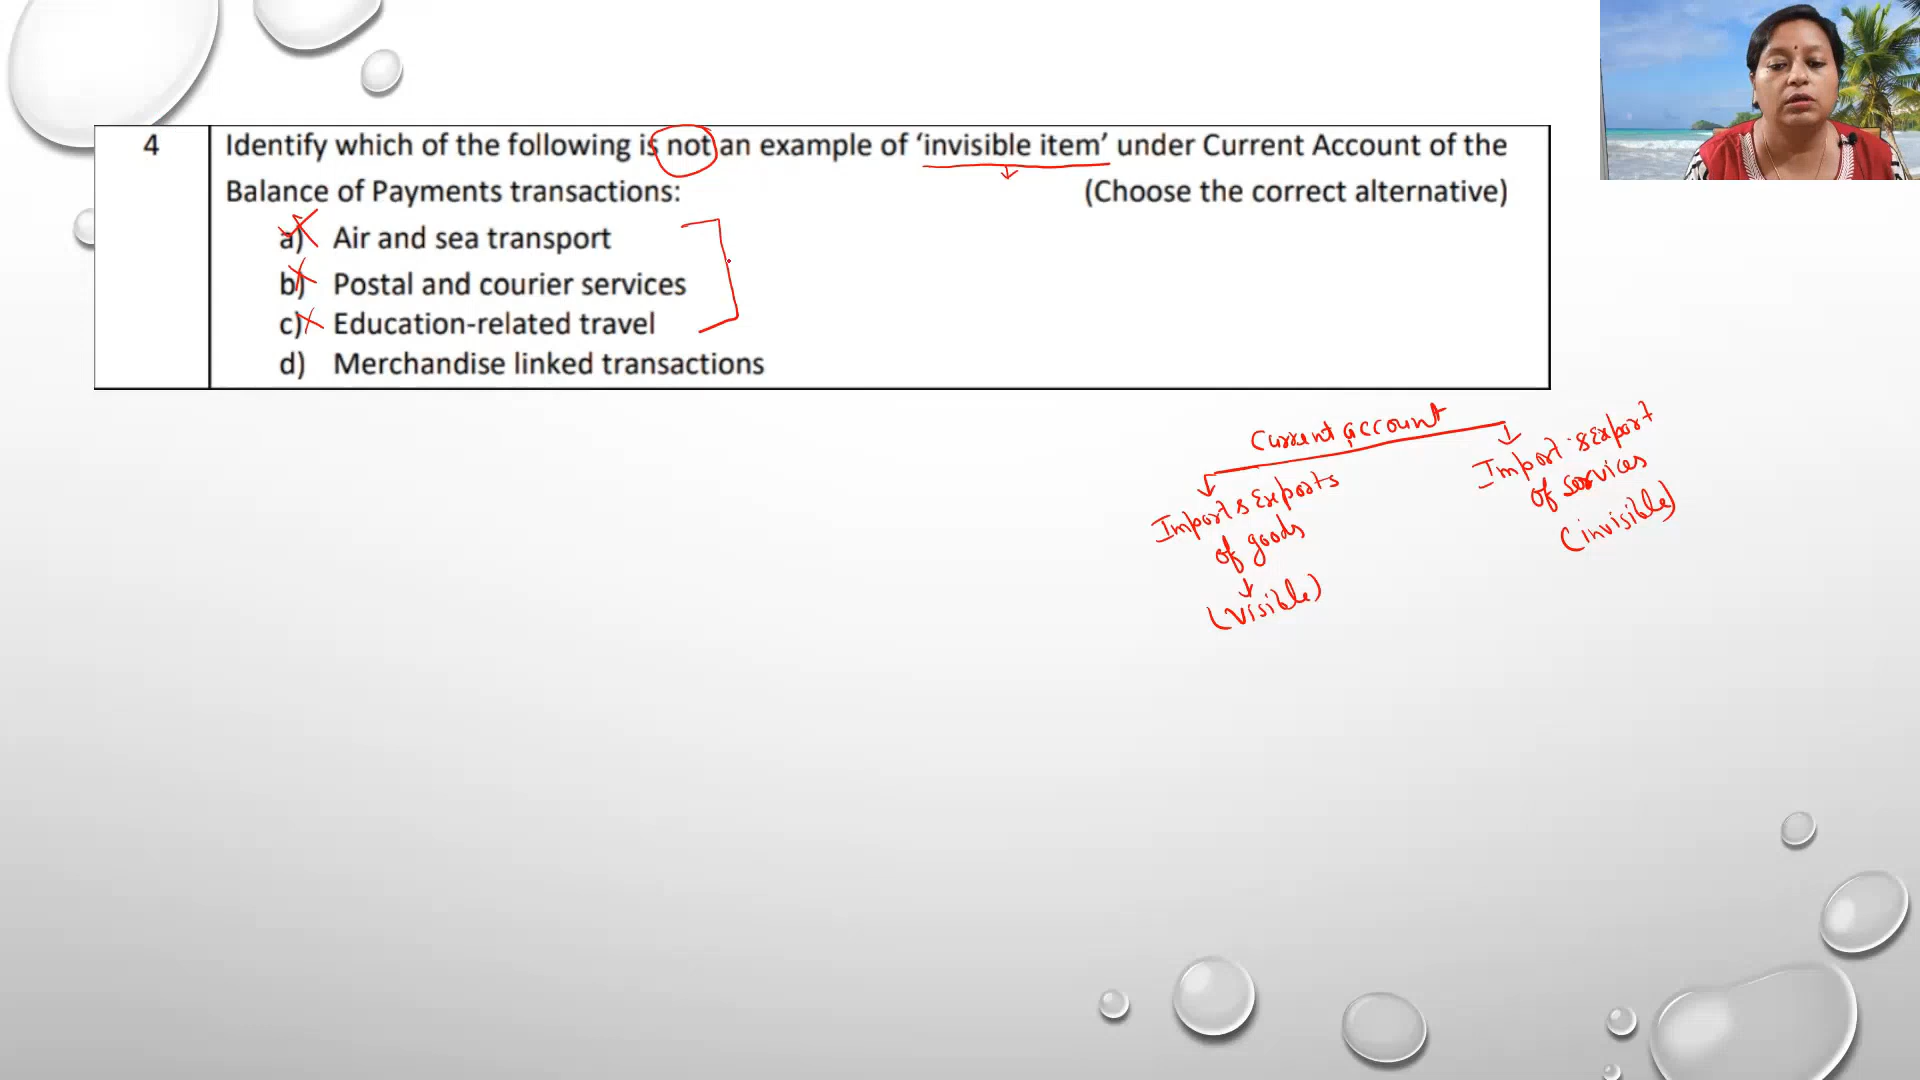 4
Identify which of the following is not an example of ‘invisible item’ under Current Account of the
Balance of Payments transactions: (Choose the correct alternative)
a) Air and sea transport
b) Postal and courier services
c) Education-related travel
d) Merchandise linked transactions
Current account
Import & Exports
of goods
(visible)
Import & Export
of services
(invisible)